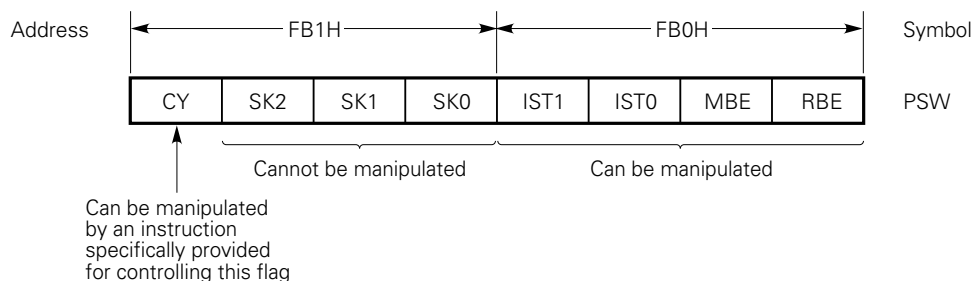 Address FB1H FB0H Symbol
CY SK2 SK1 SK0 IST1 IST0 MBE RBE PSW
Cannot be manipulated Can be manipulated
Can be manipulated
by an instruction
specifically provided
for controlling this flag